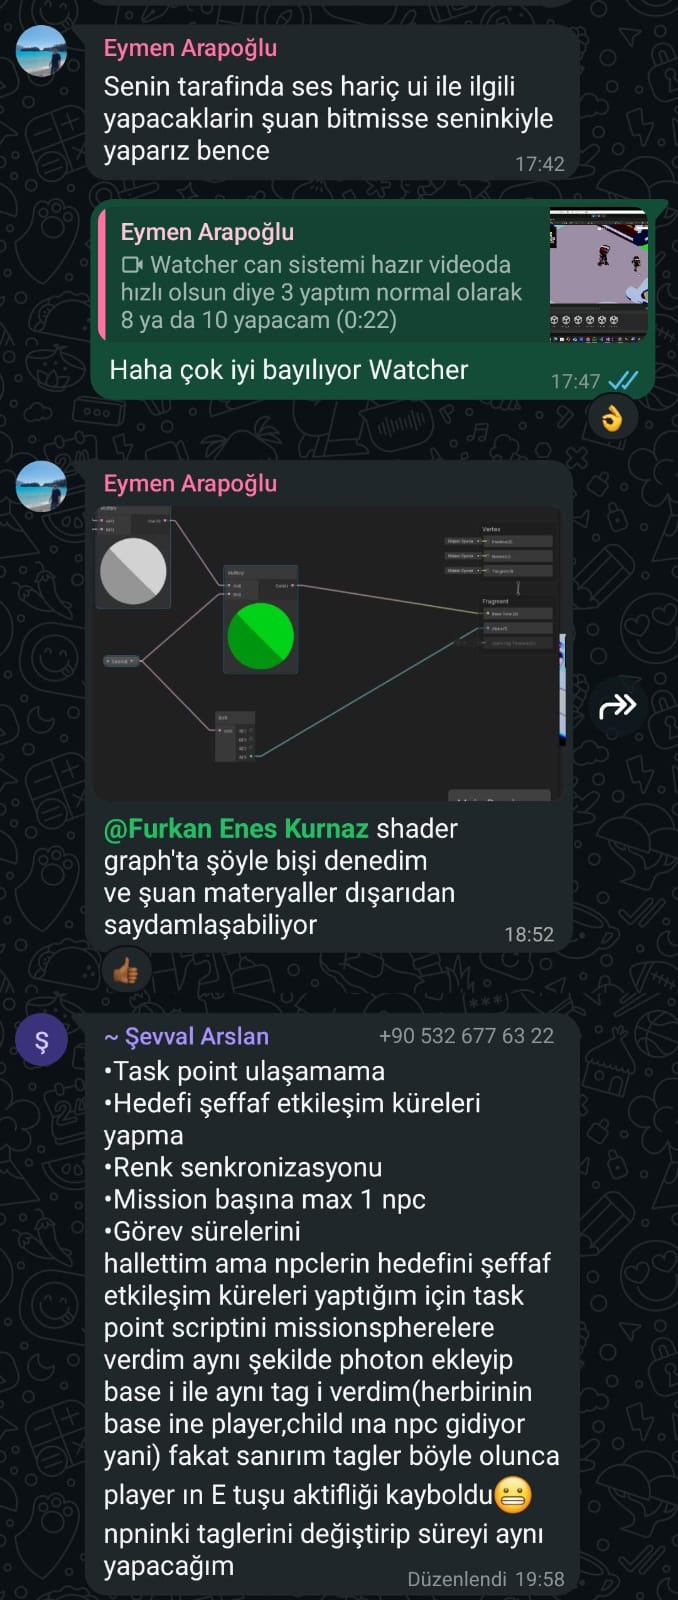 Eymen Arapoğlu
Senin tarafinda ses hariç ui ile ilgili
yapacaklarin şuan bitmisse seninkiyle
yaparız bence
17:42
Eymen Arapoğlu
Watcher can sistemi hazır videoda
hızlı olsun diye 3 yaptım normal olarak
8 ya da 10 yapacam (0:22)
Haha çok iyi bayılıyor Watcher
17:47
Eymen Arapoğlu
Multiply
Vertex
Fragment
@Furkan Enes Kurnaz shader
graph'ta şöyle bişi denedim
ve şuan materyaller dışarıdan
saydamlaşabiliyor
18:52
Ş
~ Şevval Arslan +90 532 677 63 22
•Task point ulaşamama
•Hedefi şeffaf etkileşim küreleri
yapma
•Renk senkronizasyonu
•Mission başına max 1 npc
•Görev sürelerini
hallettim ama npclerin hedefini şeffaf
etkileşim küreleri yaptığım için task
point scriptini missionspherelere
verdim aynı şekilde photon ekleyip
base i ile aynı tag i verdim(herbirinin
base ine player,child ına npc gidiyor
yani) fakat sanırım tagler böyle olunca
player ın E tuşu aktifliği kayboldu😬
npninki taglerini değiştirip süreyi aynı
yapacağım
Düzenlendi 19:58